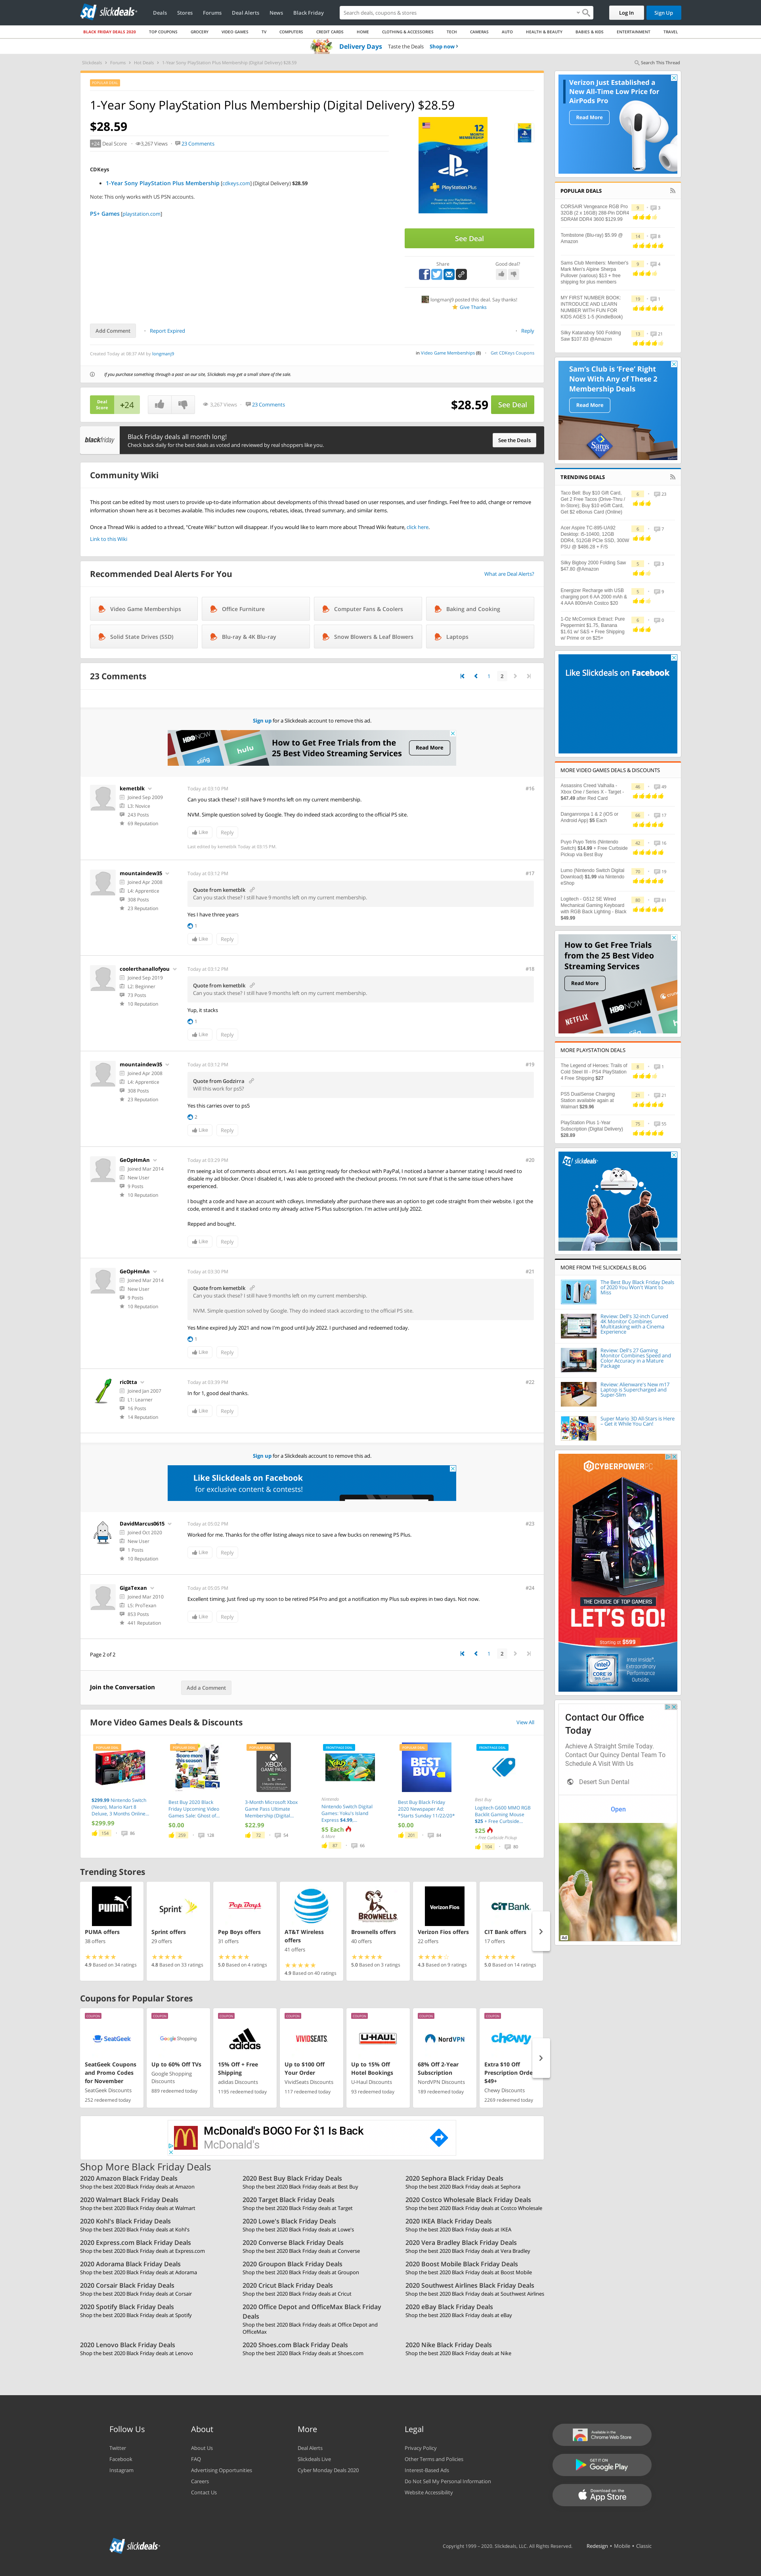 slickdeals
Deals
Stores
Forums
Deal Alerts
News
Black Friday
Search deals, coupons & stores
Log In
Sign Up
BLACK FRIDAY DEALS 2020
TOP COUPONS
GROCERY
VIDEO GAMES
TV
COMPUTERS
CREDIT CARDS
HOME
CLOTHING & ACCESSORIES
TECH
CAMERAS
AUTO
HEALTH & BEAUTY
BABIES & KIDS
ENTERTAINMENT
TRAVEL
Delivery Days Taste the Deals Shop now
Slickdeals > Forums > Hot Deals > 1-Year Sony PlayStation Plus Membership (Digital Delivery) $28.59
Search This Thread
1-Year Sony PlayStation Plus Membership (Digital Delivery) $28.59
$28.59
+24 Deal Score
3,267 Views
23 Comments
CDKeys
1-Year Sony PlayStation Plus Membership [cdkeys.com] (Digital Delivery) $28.59
Note: This only works with US PSN accounts.
PS+ Games [playstation.com]
12
MONTH MEMBERSHIP
PlayStation Plus
See Deal
Share
Good deal?
longmanj9 posted this deal. Say thanks!
Give Thanks
Add Comment
Report Expired
Reply
Created Today at 06:27 AM by longmanj9
in Video Game Memberships (8)
Get CDKeys Coupons
If you purchase something through a post on our site, Slickdeals may get a small share of the sale.
Deal Score +24
3,267 Views
23 Comments
$28.59 See Deal
blackfriday
Black Friday deals all month long!
Check back daily for the best deals as voted and reviewed by real shoppers like you.
See the Deals
Community Wiki
This post can be edited by most users to provide up-to-date information about developments of this thread based on user responses, and user findings. Feel free to add, change or remove
information shown here as it becomes available. This includes new coupons, rebates, ideas, thread summary, and similar items.
Once a Thread Wiki is added to a thread, "Create Wiki" button will disappear. If you would like to learn more about Thread Wiki feature, click here.
Link to this Wiki
Recommended Deal Alerts For You
What are Deal Alerts?
Video Game Memberships
Office Furniture
Computer Fans & Coolers
Baking and Cooking
Solid State Drives (SSD)
Blu-ray & 4K Blu-ray
Snow Blowers & Leaf Blowers
Laptops
23 Comments
1 2
Sign up for a Slickdeals account to remove this ad.
HBO NOW
sling
hulu
How to Get Free Trials from the
25 Best Video Streaming Services
Read More
kemetblk
Joined Sep 2009
L3: Novice
243 Posts
69 Reputation
Today at 03:10 PM
#16
Can you stack these? I still have 9 months left on my current membership.
NVM. Simple question solved by Google. They do indeed stack according to the official PS site.
Like Reply
Last edited by kemetblk Today at 03:15 PM.
mountaindew35
Joined Apr 2008
L4: Apprentice
308 Posts
23 Reputation
Today at 03:12 PM
#17
Quote from kemetblk
Can you stack these? I still have 9 months left on my current membership.
Yes I have three years
1
Like Reply
coolerthanallofyou
Joined Sep 2019
L2: Beginner
73 Posts
10 Reputation
Today at 03:12 PM
#18
Quote from kemetblk
Can you stack these? I still have 9 months left on my current membership.
Yup, it stacks
1
Like Reply
mountaindew35
Joined Apr 2008
L4: Apprentice
308 Posts
23 Reputation
Today at 03:12 PM
#19
Quote from Godzirra
Will this work for ps5?
Yes this carries over to ps5
2
Like Reply
GeOpHmAn
Joined Mar 2014
New User
9 Posts
10 Reputation
Today at 03:29 PM
#20
I'm seeing a lot of comments about errors. As I was getting ready for checkout with PayPal, I noticed a banner a banner stating I would need to
disable my ad blocker. Once I disabled it, I was able to proceed with the checkout process. I'm not sure if that is the same issue others have
experienced.
I bought a code and have an account with cdkeys. Immediately after purchase there was an option to get code straight from their website. I got the
code, entered it and it stacked onto my already active PS Plus subscription. I'm active until July 2022.
Repped and bought.
Like Reply
GeOpHmAn
Joined Mar 2014
New User
9 Posts
10 Reputation
Today at 03:30 PM
#21
Quote from kemetblk
Can you stack these? I still have 9 months left on my current membership.
NVM. Simple question solved by Google. They do indeed stack according to the official PS site.
Yes Mine expired July 2021 and now I'm good until July 2022. I purchased and redeemed today.
1
Like Reply
ric0tta
Joined Jan 2007
L1: Learner
16 Posts
14 Reputation
Today at 03:39 PM
#22
In for 1, good deal thanks.
Like Reply
Sign up for a Slickdeals account to remove this ad.
Like Slickdeals on Facebook
for exclusive content & contests!
DavidMarcus0615
Joined Oct 2020
New User
1 Posts
10 Reputation
Today at 05:02 PM
#23
Worked for me. Thanks for the offer listing always nice to save a few bucks on renewing PS Plus.
Like Reply
GigaTexan
Joined Mar 2010
L5: ProTexan
853 Posts
441 Reputation
Today at 05:05 PM
#24
Excellent timing. Just fired up my soon to be retired PS4 Pro and got a notification my Plus sub expires in two days. Not now.
Like Reply
Page 2 of 2
1 2
Join the Conversation
Add a Comment
More Video Games Deals & Discounts
View All
$299.99 Nintendo Switch (Neon), Mario Kart 8 Deluxe, 3 Months Online...
$299.99
154 86
Best Buy 2020 Black Friday Upcoming Video Games Sale: Ghost of...
$0.00
259 128
3-Month Microsoft Xbox Game Pass Ultimate Membership (Digital...
$22.99
72 54
Nintendo
Nintendo Switch Digital Games: Yoku's Island Express $4.99,...
$5 Each
& More
87 66
Best Buy Black Friday 2020 Newspaper Ad: *Starts Sunday 11/22/20*
$0.00
201 84
Best Buy
Logitech G600 MMO RGB Backlit Gaming Mouse $25 + Free Curbside...
$25
+ Free Curbside Pickup
104 80
Trending Stores
PUMA offers
38 offers
4.9 Based on 34 ratings
Sprint offers
29 offers
4.8 Based on 33 ratings
Pep Boys offers
31 offers
5.0 Based on 4 ratings
AT&T Wireless offers
41 offers
4.9 Based on 40 ratings
Brownells offers
40 offers
5.0 Based on 3 ratings
Verizon Fios offers
22 offers
4.3 Based on 9 ratings
CIT Bank offers
17 offers
5.0 Based on 14 ratings
Coupons for Popular Stores
SeatGeek Coupons and Promo Codes for November
SeatGeek Discounts
252 redeemed today
Up to 60% Off TVs
Google Shopping Discounts
889 redeemed today
15% Off + Free Shipping
adidas Discounts
1195 redeemed today
Up to $100 Off Your Order
VividSeats Discounts
117 redeemed today
Up to 15% Off Hotel Bookings
U-Haul Discounts
93 redeemed today
68% Off 2-Year Subscription
NordVPN Discounts
189 redeemed today
Extra $10 Off Prescription Orde $49+
Chewy Discounts
2269 redeemed today
McDonald's BOGO For $1 Is Back
McDonald's
Shop More Black Friday Deals
2020 Amazon Black Friday Deals
Shop the best 2020 Black Friday deals at Amazon
2020 Best Buy Black Friday Deals
Shop the best 2020 Black Friday deals at Best Buy
2020 Sephora Black Friday Deals
Shop the best 2020 Black Friday deals at Sephora
2020 Walmart Black Friday Deals
Shop the best 2020 Black Friday deals at Walmart
2020 Target Black Friday Deals
Shop the best 2020 Black Friday deals at Target
2020 Costco Wholesale Black Friday Deals
Shop the best 2020 Black Friday deals at Costco Wholesale
2020 Kohl's Black Friday Deals
Shop the best 2020 Black Friday deals at Kohl's
2020 Lowe's Black Friday Deals
Shop the best 2020 Black Friday deals at Lowe's
2020 IKEA Black Friday Deals
Shop the best 2020 Black Friday deals at IKEA
2020 Express.com Black Friday Deals
Shop the best 2020 Black Friday deals at Express.com
2020 Converse Black Friday Deals
Shop the best 2020 Black Friday deals at Converse
2020 Vera Bradley Black Friday Deals
Shop the best 2020 Black Friday deals at Vera Bradley
2020 Adorama Black Friday Deals
Shop the best 2020 Black Friday deals at Adorama
2020 Groupon Black Friday Deals
Shop the best 2020 Black Friday deals at Groupon
2020 Boost Mobile Black Friday Deals
Shop the best 2020 Black Friday deals at Boost Mobile
2020 Corsair Black Friday Deals
Shop the best 2020 Black Friday deals at Corsair
2020 Cricut Black Friday Deals
Shop the best 2020 Black Friday deals at Cricut
2020 Southwest Airlines Black Friday Deals
Shop the best 2020 Black Friday deals at Southwest Airlines
2020 Spotify Black Friday Deals
Shop the best 2020 Black Friday deals at Spotify
2020 Office Depot and OfficeMax Black Friday Deals
Shop the best 2020 Black Friday deals at Office Depot and OfficeMax
2020 eBay Black Friday Deals
Shop the best 2020 Black Friday deals at eBay
2020 Lenovo Black Friday Deals
Shop the best 2020 Black Friday deals at Lenovo
2020 Shoes.com Black Friday Deals
Shop the best 2020 Black Friday deals at Shoes.com
2020 Nike Black Friday Deals
Shop the best 2020 Black Friday deals at Nike
Verizon Just Established a
New All-Time Low Price for
AirPods Pro
Read More
POPULAR DEALS
CORSAIR Vengeance RGB Pro 32GB (2 x 16GB) 288-Pin DDR4 SDRAM DDR4 3600 $129.99
9 3
Tombstone (Blu-ray) $5.99 @ Amazon
14 8
Sams Club Members: Member's Mark Men's Alpine Sherpa Pullover (various) $13 + free shipping for plus members
9 4
MY FIRST NUMBER BOOK: INTRODUCE AND LEARN NUMBER WITH FUN FOR KIDS AGES 1-5 (KindleBook)
19 1
Silky Katanaboy 500 Folding Saw $107.83 @Amazon
13 21
Sam's Club is 'Free' Right
Now With Any of These 2
Membership Deals
Read More
TRENDING DEALS
Taco Bell: Buy $10 Gift Card, Get 2 Free Tacos (Drive-Thru / In-Store), Buy $10 eGift Card, Get $2 eBonus Card (Online)
6 22
Acer Aspire TC-895-UA92 Desktop: i5-10400, 12GB DDR4, 512GB PCIe SSD, 300W PSU @ $466.28 + F/S
6 7
Silky Bigboy 2000 Folding Saw $47.80 @Amazon
5 3
Energizer Recharge with USB charging port 6 AA 2000 mAh & 4 AAA 800mAh Costco $20
5 9
1-Oz McCormick Extract: Pure Peppermint $1.75, Banana $1.61 w/ S&S + Free Shipping w/ Prime or on $25+
6 0
Like Slickdeals on Facebook
MORE VIDEO GAMES DEALS & DISCOUNTS
Assassins Creed Valhalla - Xbox One / Series X - Target - $47.49 after Red Card
40 49
Danganronpa 1 & 2 (iOS or Android App) $5 Each
66 17
Puyo Puyo Tetris (Nintendo Switch) $14.99 + Free Curbside Pickup via Best Buy
42 16
Lumo (Nintendo Switch Digital Download) $1.99 via Nintendo eShop
70 19
Logitech - G512 SE Wired Mechanical Gaming Keyboard with RGB Back Lighting - Black $49.99
80 81
How to Get Free Trials
from the 25 Best Video
Streaming Services
Read More
NETFLIX
HBO NOW
MORE PLAYSTATION DEALS
The Legend of Heroes: Trails of Cold Steel III - PS4 PlayStation 4 Free Shipping $27
8 1
PS5 DualSense Charging Station available again at Walmart $29.96
21 21
PlayStation Plus 1-Year Subscription (Digital Delivery) $28.89
75 55
slickdeals
MORE FROM THE SLICKDEALS BLOG
The Best Buy Black Friday Deals of 2020 You Won't Want to Miss
Review: Dell's 32-inch Curved 4K Monitor Combines Multitasking with a Cinema Experience
Review: Dell's 27 Gaming Monitor Combines Speed and Color Accuracy in a Mature Package
Review: Alienware's New m17 Laptop is Supercharged and Super-Slim
Super Mario 3D All-Stars is Here – Get it While You Can!
CYBERPOWERPC
THE CHOICE OF TOP GAMERS
LET'S GO!
Starting at $599
CORE i9
Intel Inside®.
Extraordinary
Performance
Outside.
Contact Our Office
Today
Achieve A Straight Smile Today.
Contact Our Quincy Dental Team To
Schedule A Visit With Us
Desert Sun Dental
Open
Ad
Follow Us
Twitter
Facebook
Instagram
About
About Us
FAQ
Advertising Opportunities
Careers
Contact Us
More
Deal Alerts
Slickdeals Live
Cyber Monday Deals 2020
Legal
Privacy Policy
Other Terms and Policies
Interest-Based Ads
Do Not Sell My Personal Information
Website Accessibility
Available in the
Chrome Web Store
GET IT ON
Google Play
Download on the
App Store
slickdeals
Copyright 1999 – 2020. Slickdeals, LLC. All Rights Reserved.
Redesign • Mobile • Classic